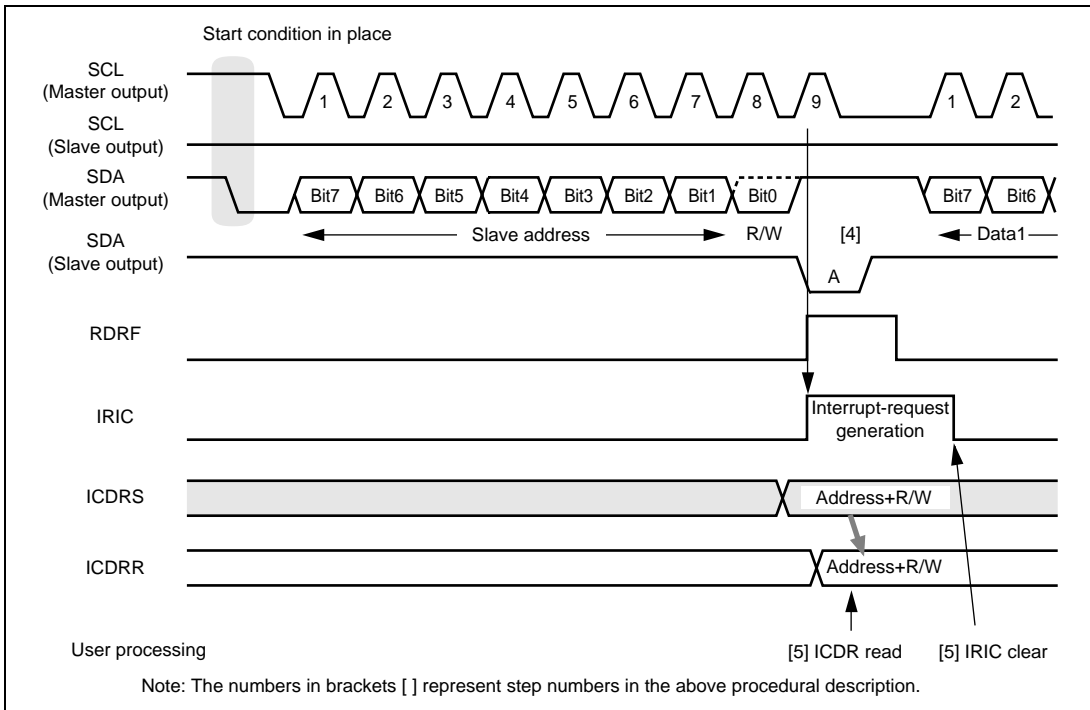 Start condition in place
SCL
(Master output)
1 2 3 4 5 6 7 8 9 1 2
SCL
(Slave output)
SDA
(Master output)
Bit7 Bit6 Bit5 Bit4 Bit3 Bit2 Bit1 Bit0 Bit7 Bit6
Slave address R/W [4] Data1
SDA
(Slave output)
A
RDRF
IRIC
Interrupt-request
generation
ICDRS
Address+R/W
ICDRR
Address+R/W
User processing
[5] ICDR read [5] IRIC clear
Note: The numbers in brackets [ ] represent step numbers in the above procedural description.